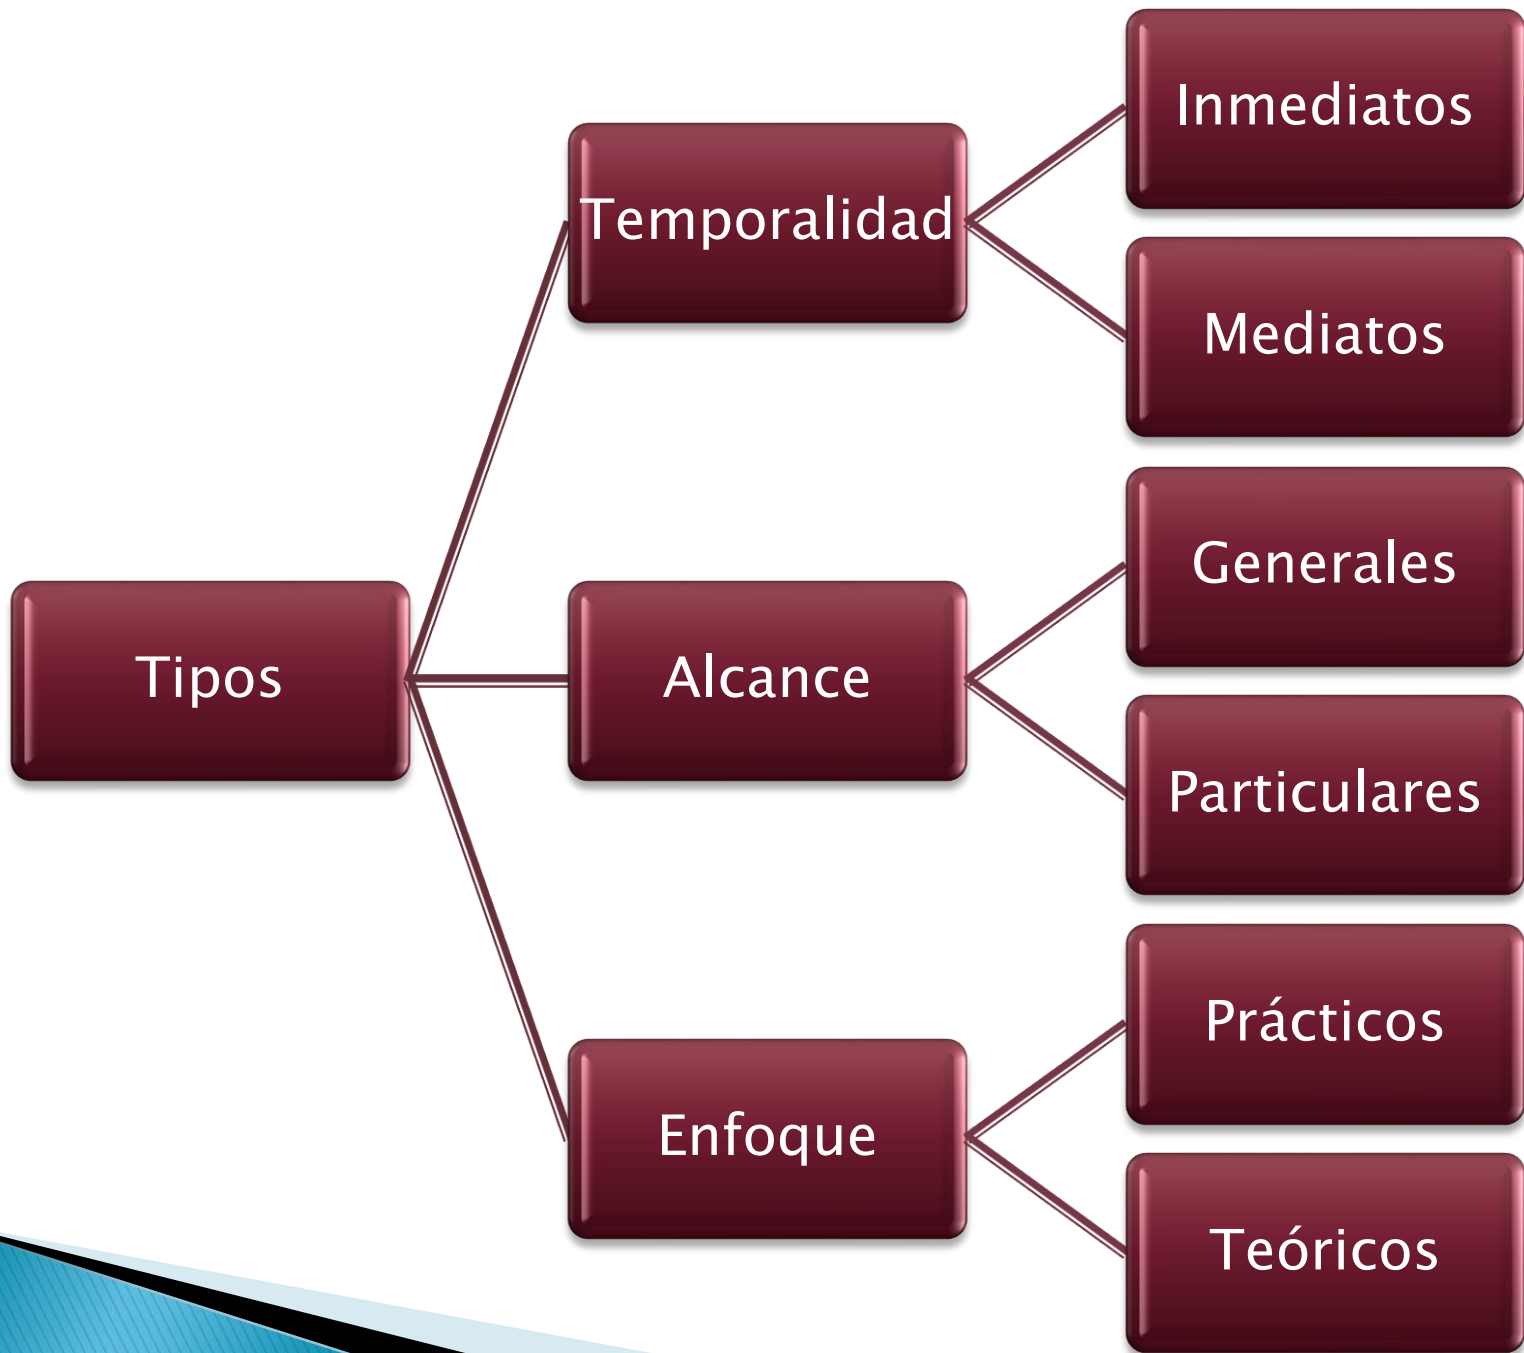 Tipos
Temporalidad
Inmediatos
Mediatos
Alcance
Generales
Particulares
Enfoque
Prácticos
Teóricos